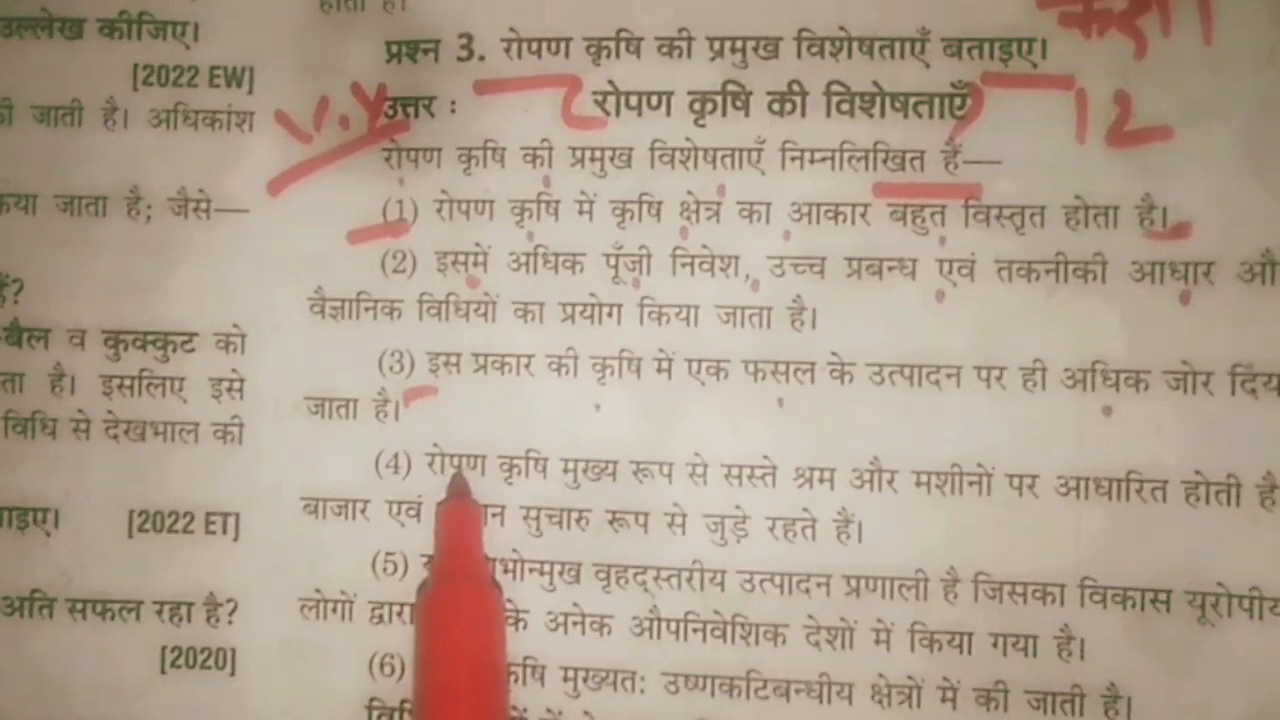 होता है।
उल्लेख कीजिए।
[2022 EW]
जाती है। अधिकांश
जाता है; जैसे—
बैल व कुक्कुट को
ता है। इसलिए इसे
विधि से देखभाल की
[2022 ET]
अति सफल रहा है?
[2020]
प्रश्न 3. रोपण कृषि की प्रमुख विशेषताएँ बताइए।
उत्तर : रोपण कृषि की विशेषताएँ 12
रोपण कृषि की प्रमुख विशेषताएँ निम्नलिखित हैं—
(1) रोपण कृषि में कृषि क्षेत्र का आकार बहुत विस्तृत होता है।
(2) इसमें अधिक पूँजी निवेश, उच्च प्रबन्ध एवं तकनीकी आधार
वैज्ञानिक विधियों का प्रयोग किया जाता है।
(3) इस प्रकार की कृषि में एक फसल के उत्पादन पर ही अधिक जोर
जाता है।
(4) रोपण कृषि मुख्य रूप से सस्ते श्रम और मशीनों पर आधारित होती है
बाजार एवं सुचारु रूप से जुड़े रहते हैं।
(5) वृहद्स्तरीय उत्पादन प्रणाली है जिसका विकास
लोगों द्वारा के अनेक औपनिवेशिक देशों में किया गया है।
(6) मुख्यतः उष्णकटिबन्धीय क्षेत्रों में की जाती है।